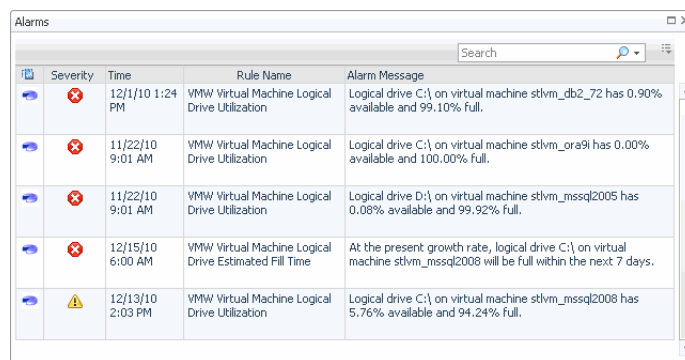 Alarms
Search
Severity Time Rule Name Alarm Message
12/1/10 1:24 PM VMW Virtual Machine Logical Drive Utilization Logical drive C:\ on virtual machine stlvm_db2_72 has 0.90% available and 99.10% full.
11/22/10 9:01 AM VMW Virtual Machine Logical Drive Utilization Logical drive C:\ on virtual machine stlvm_ora9i has 0.00% available and 100.00% full.
11/22/10 9:01 AM VMW Virtual Machine Logical Drive Utilization Logical drive D:\ on virtual machine stlvm_mssql2005 has 0.08% available and 99.92% full.
12/15/10 6:00 AM VMW Virtual Machine Logical Drive Estimated Fill Time At the present growth rate, logical drive C:\ on virtual machine stlvm_mssql2008 will be full within the next 7 days.
12/13/10 2:03 PM VMW Virtual Machine Logical Drive Utilization Logical drive C:\ on virtual machine stlvm_mssql2008 has 5.76% available and 94.24% full.